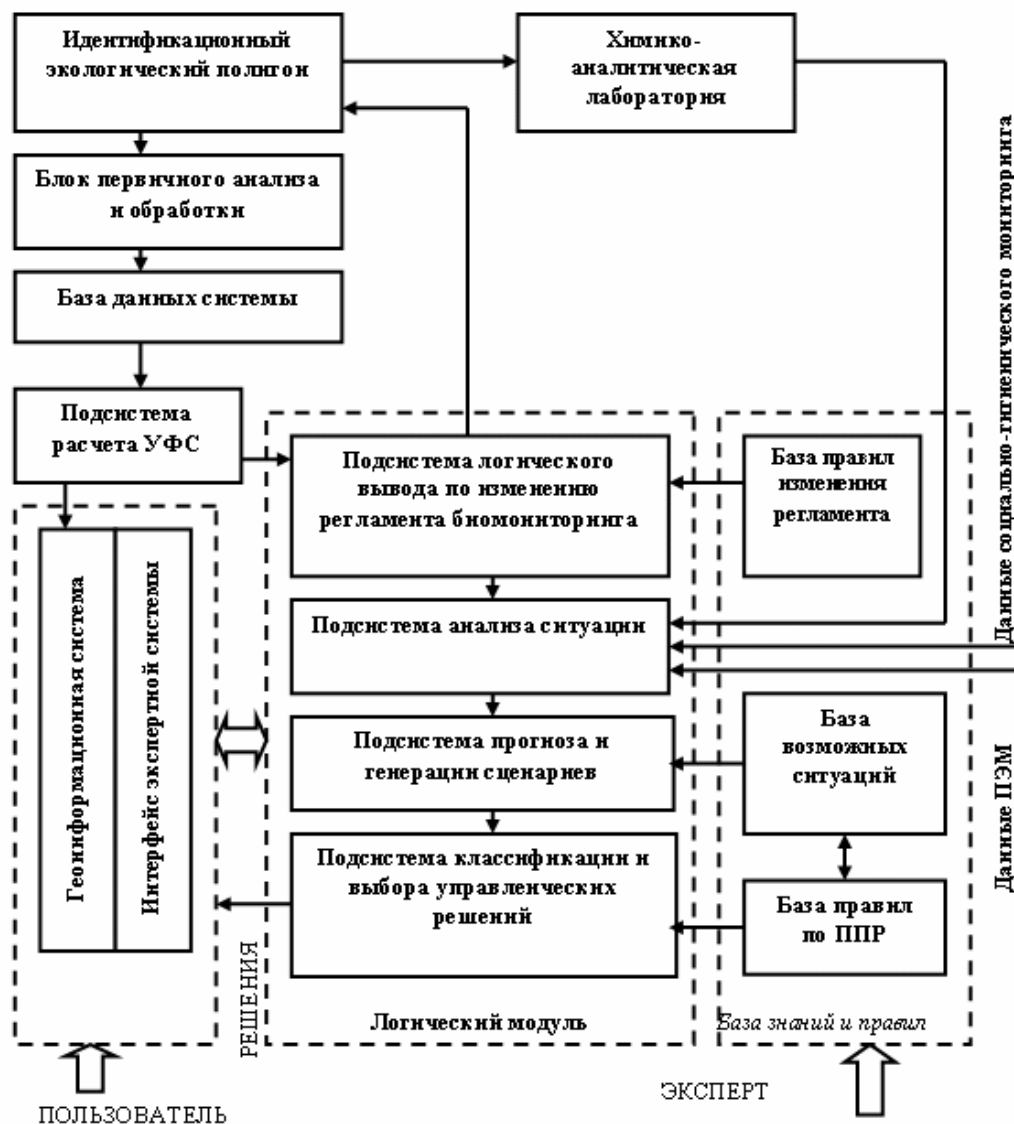 Идентификационный
экологический полигон
Химико-
аналитическая
лаборатория
Блок первичного анализа
и обработки
База данных системы
Подсистема
расчета УФС
Подсистема логического
вывода по изменению
регламента биомониторинга
База правил
изменения
регламента
Данные социально-гигиенического мониторинга
Подсистема анализа ситуации
Геоинформационная система
Интерфейс экспертной системы
Подсистема прогноза и
генерации сценариев
База
возможных
ситуаций
Данные ПЭМ
Подсистема классификации и
выбора управленческих
решений
База правил
по ППР
РЕШЕНИЯ
Логический модуль
База знаний и правил
ПОЛЬЗОВАТЕЛЬ
ЭКСПЕРТ